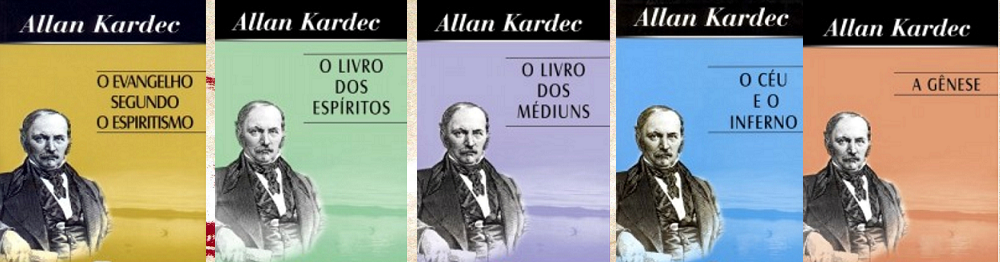 Allan Kardec
O EVANGELHO
SEGUNDO
O ESPIRITISMO
Allan Kardec
O LIVRO
DOS
ESPÍRITOS
Allan Kardec
O LIVRO
DOS
MÉDIUNS
Allan Kardec
O CÉU
E O
INFERNO
Allan Kardec
A GÊNESE